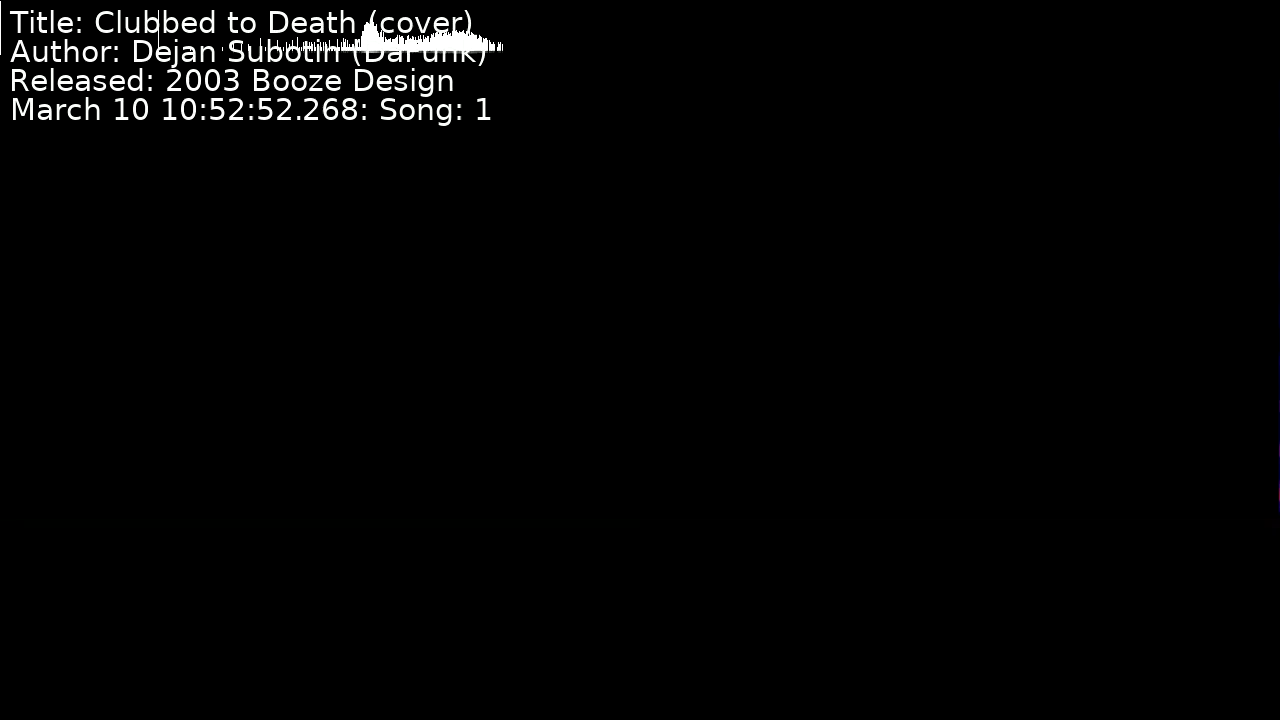 Title: Clubbed to Death (cover)
Author: Dejan Subotin (DaFunk)
Released: 2003 Booze Design
March 10 10:52:52.268: Song: 1